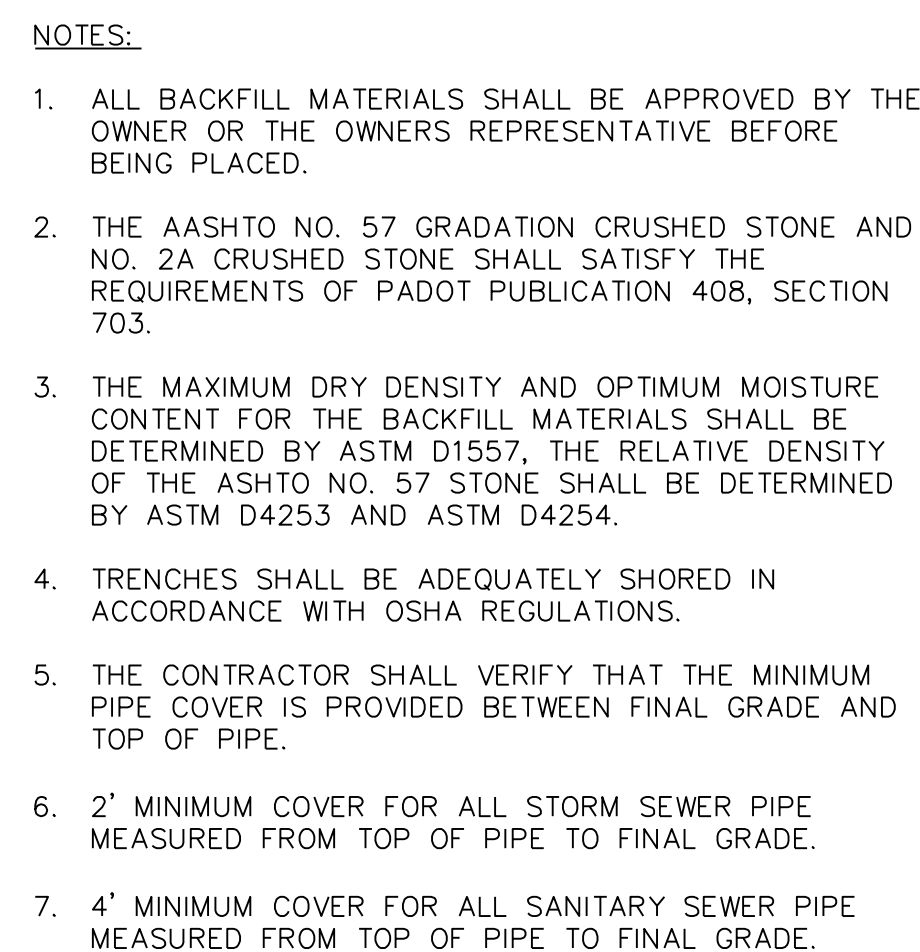 NOTES:
1. ALL BACKFILL MATERIALS SHALL BE APPROVED BY THE
OWNER OR THE OWNERS REPRESENTATIVE BEFORE
BEING PLACED.
2. THE AASHTO NO. 57 GRADATION CRUSHED STONE AND
NO. 2A CRUSHED STONE SHALL SATISFY THE
REQUIREMENTS OF PADOT PUBLICATION 408, SECTION
703.
3. THE MAXIMUM DRY DENSITY AND OPTIMUM MOISTURE
CONTENT FOR THE BACKFILL MATERIALS SHALL BE
DETERMINED BY ASTM D1557, THE RELATIVE DENSITY
OF THE ASHTO NO. 57 STONE SHALL BE DETERMINED
BY ASTM D4253 AND ASTM D4254.
4. TRENCHES SHALL BE ADEQUATELY SHORED IN
ACCORDANCE WITH OSHA REGULATIONS.
5. THE CONTRACTOR SHALL VERIFY THAT THE MINIMUM
PIPE COVER IS PROVIDED BETWEEN FINAL GRADE AND
TOP OF PIPE.
6. 2' MINIMUM COVER FOR ALL STORM SEWER PIPE
MEASURED FROM TOP OF PIPE TO FINAL GRADE.
7. 4' MINIMUM COVER FOR ALL SANITARY SEWER PIPE
MEASURED FROM TOP OF PIPE TO FINAL GRADE.